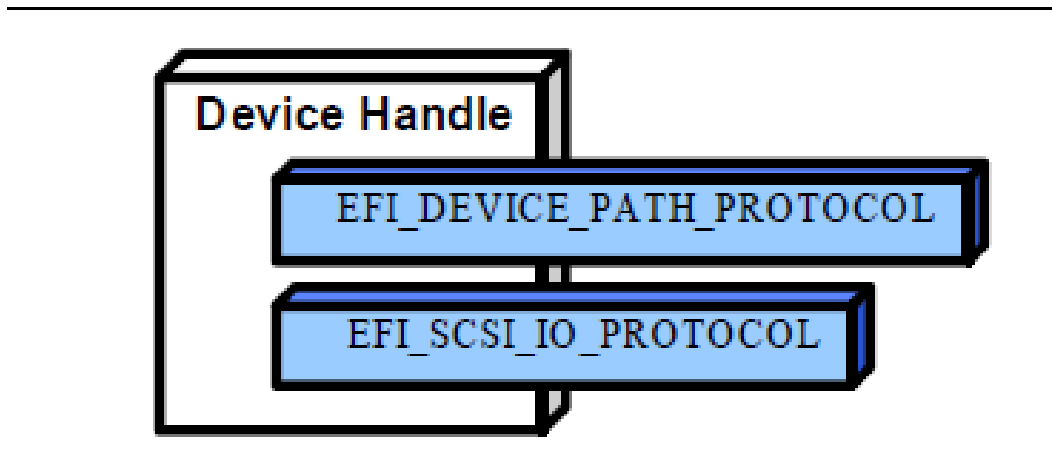 Device Handle
EFI_DEVICE_PATH_PROTOCOL
EFI_SCSI_IO_PROTOCOL